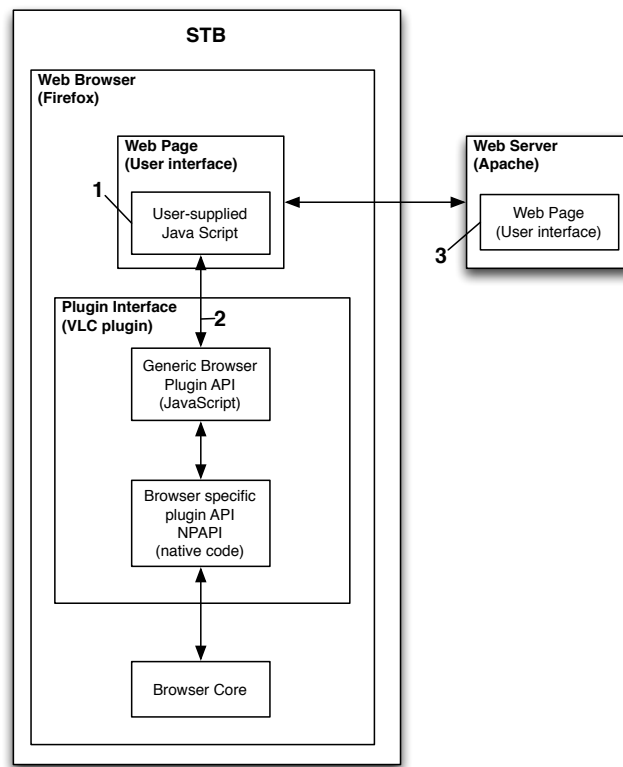 STB
Web Browser
(Firefox)
Web Page
(User interface)
1
User-supplied
Java Script
Web Server
(Apache)
Web Page
(User interface)
3
2
Plugin Interface
(VLC plugin)
Generic Browser
Plugin API
(JavaScript)
Browser specific
plugin API
NPAPI
(native code)
Browser Core